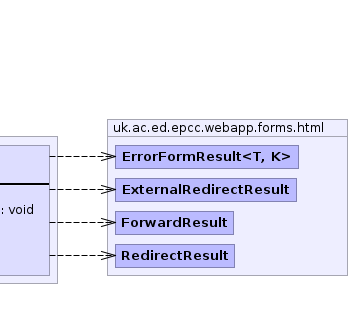 uk.ac.ed.epcc.webapp.forms.html
ErrorFormResult<T, K>
ExternalRedirectResult
: void
ForwardResult
RedirectResult